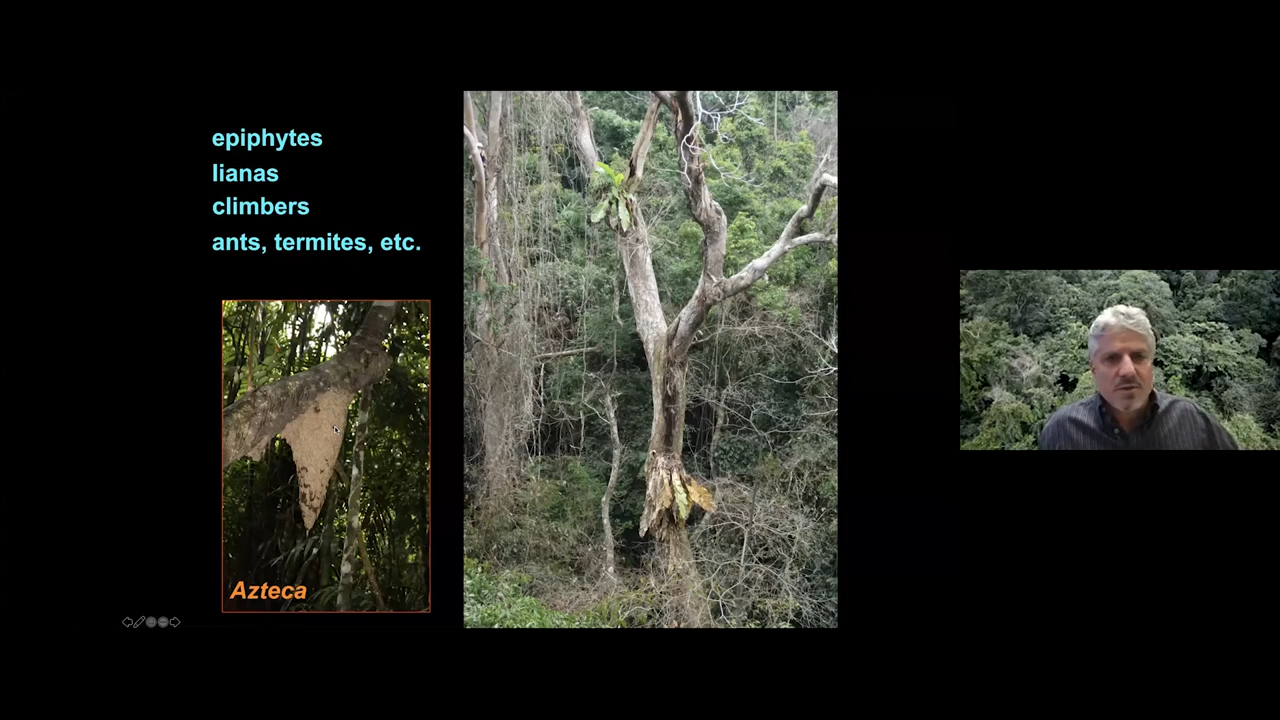 epiphytes
lianas
climbers
ants, termites, etc.
Azteca